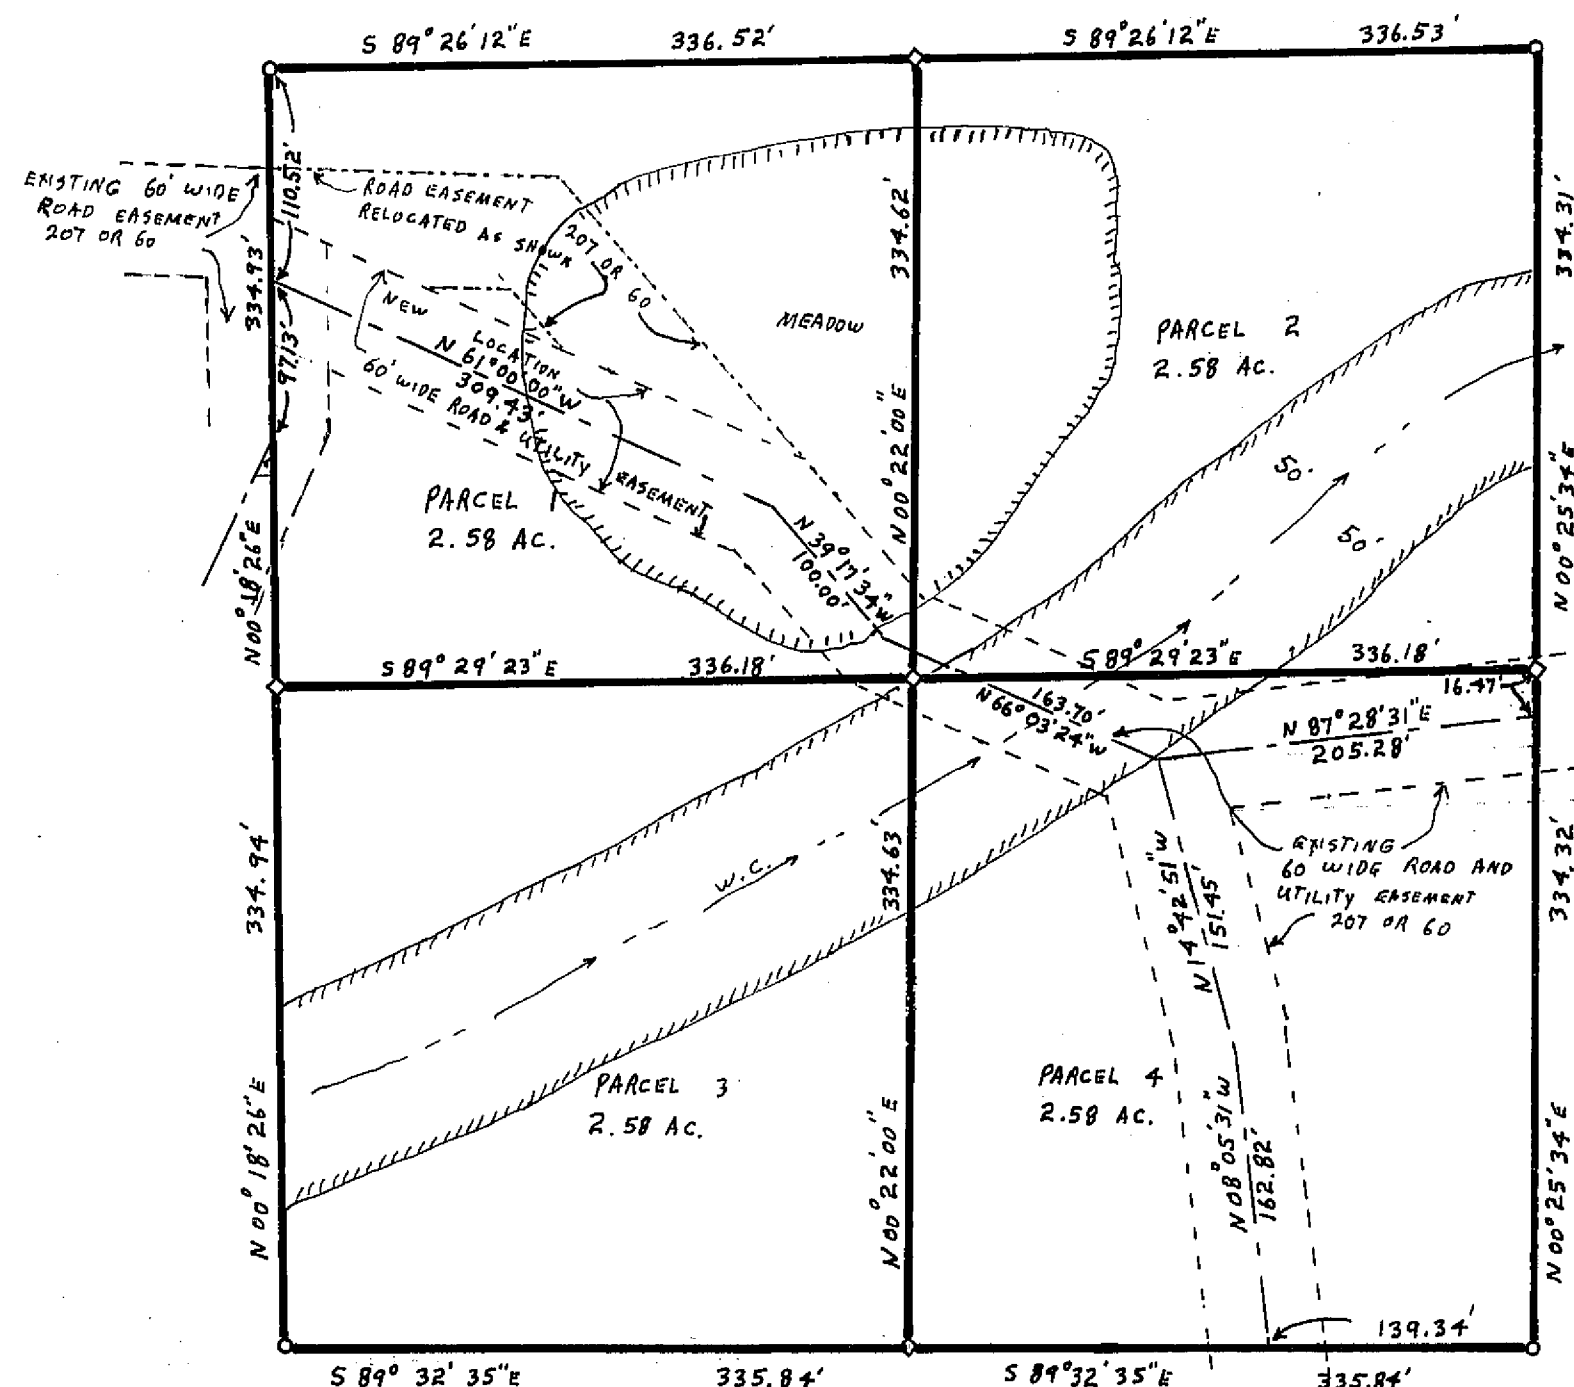 S 89° 26' 12" E
336.52'
S 89° 26' 12" E
336.53'
EXISTING 60' WIDE
ROAD EASEMENT
207 OR 60
110.52'
ROAD EASEMENT
RELOCATED AS SHOWN
207 OR 60
334.93'
97.13'
N 00° 18' 26" E
NEW
LOCATION
N 61° 00' 00" W
309.43'
60' WIDE ROAD & UTILITY EASEMENT
MEADOW
334.62'
N 00° 22' 00" E
PARCEL 1
2.58 AC.
N 39° 17' 34" W
100.00'
PARCEL 2
2.58 AC.
50.
50.
334.31'
N 00° 25' 34" E
S 89° 29' 23" E
336.18'
S 89° 29' 23" E
336.18'
16.47'
163.70'
N 66° 03' 24" W
N 87° 28' 31" E
205.28'
334.94'
W.C.
334.63'
N 14° 42' 51" W
151.45'
EXISTING
60 WIDE ROAD AND
UTILITY EASEMENT
207 OR 60
334.32'
N 00° 18' 26" E
PARCEL 3
2.58 AC.
N 00° 22' 00" E
PARCEL 4
2.58 AC.
N 08° 05' 31" W
162.82'
N 00° 25' 34" E
139.34'
S 89° 32' 35" E
335.84'
S 89° 32' 35" E
335.84'